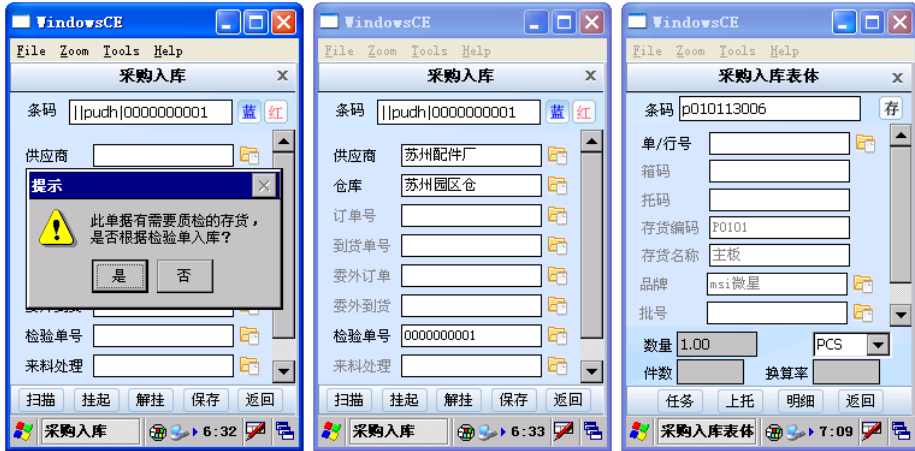 WindowsCE
File Zoom Tools Help
采购入库 x
条码 ||pudh|0000000001 蓝 红
供应商
提示
此单据有需要质检的存货，
是否根据检验单入库？
是 否
检验单号
来料处理
扫描 挂起 解挂 保存 返回
采购入库 6:32
WindowsCE
File Zoom Tools Help
采购入库 x
条码 ||pudh|0000000001 蓝 红
供应商 苏州配件厂
仓库 苏州园区仓
订单号
到货单号
委外订单
委外到货
检验单号 0000000001
来料处理
扫描 挂起 解挂 保存 返回
采购入库 6:33
WindowsCE
File Zoom Tools Help
采购入库表体 x
条码 p010113006 存
单/行号
箱码
托码
存货编码 P0101
存货名称 主板
品牌 msi微星
批号
数量 1.00 PCS
件数 换算率
任务 上托 明细 返回
采购入库表体 7:09